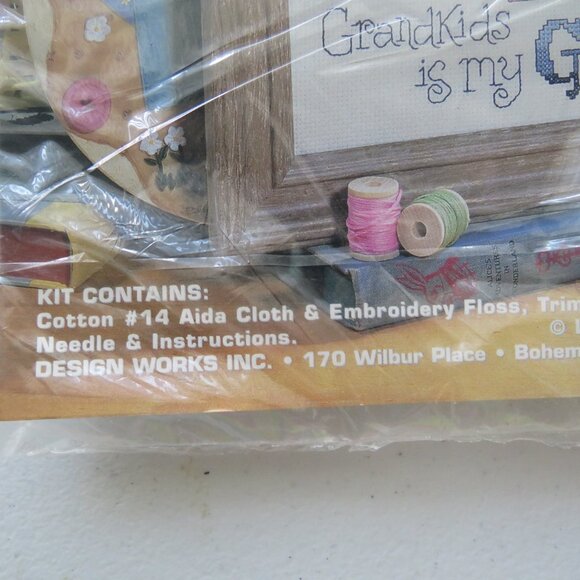 GrandKids
is my G
KIT CONTAINS:
Cotton #14 Aida Cloth & Embroidery Floss, Trim
Needle & Instructions.
©
DESIGN WORKS INC. • 170 Wilbur Place • Bohem